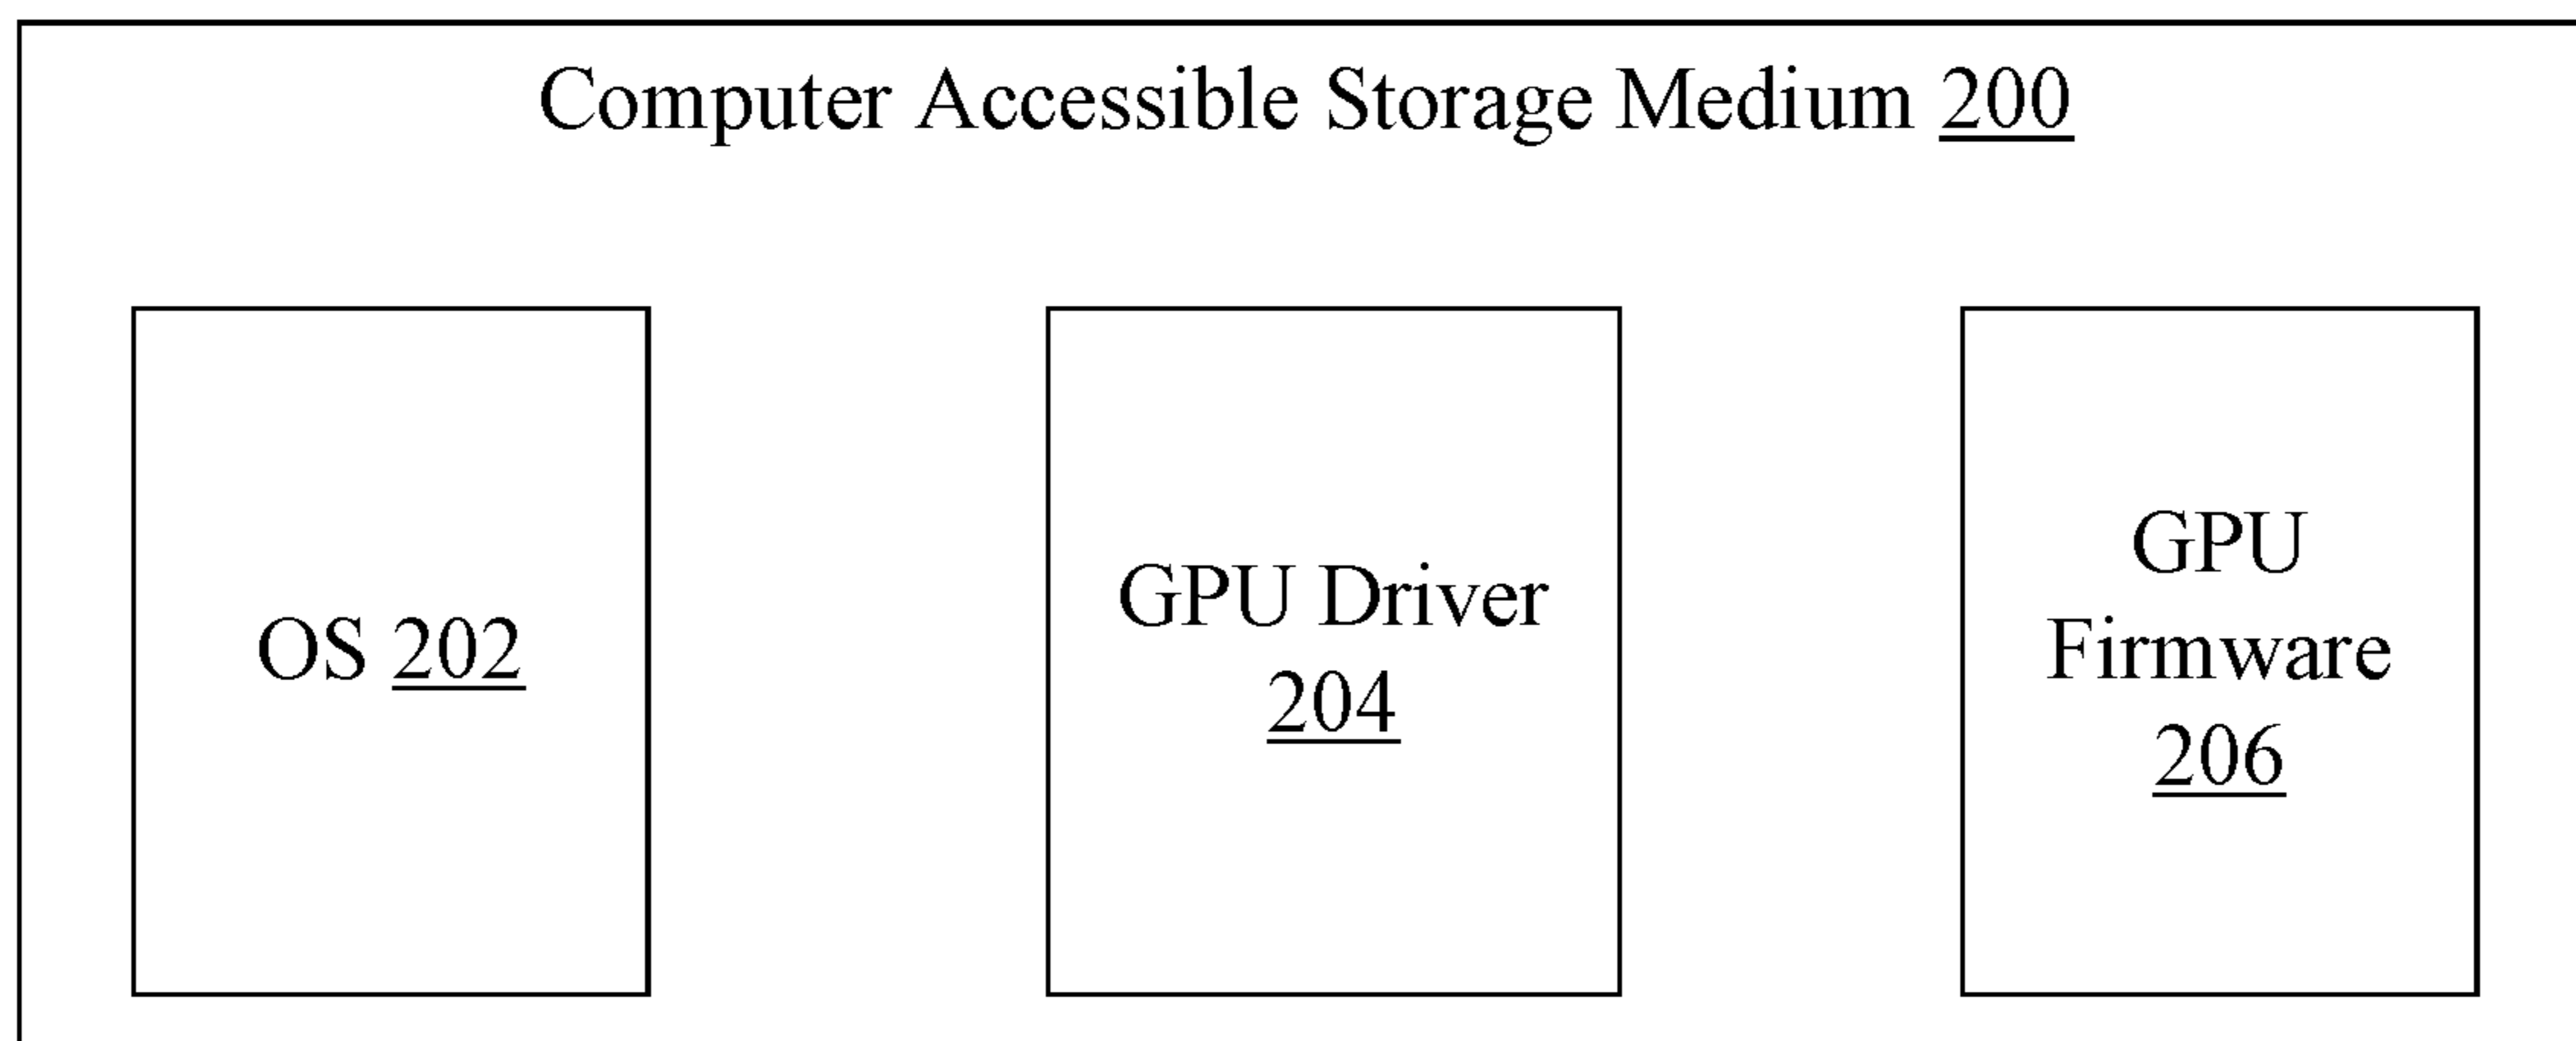 Computer Accessible Storage Medium 200
OS 202
GPU Driver
204
GPU
Firmware
206